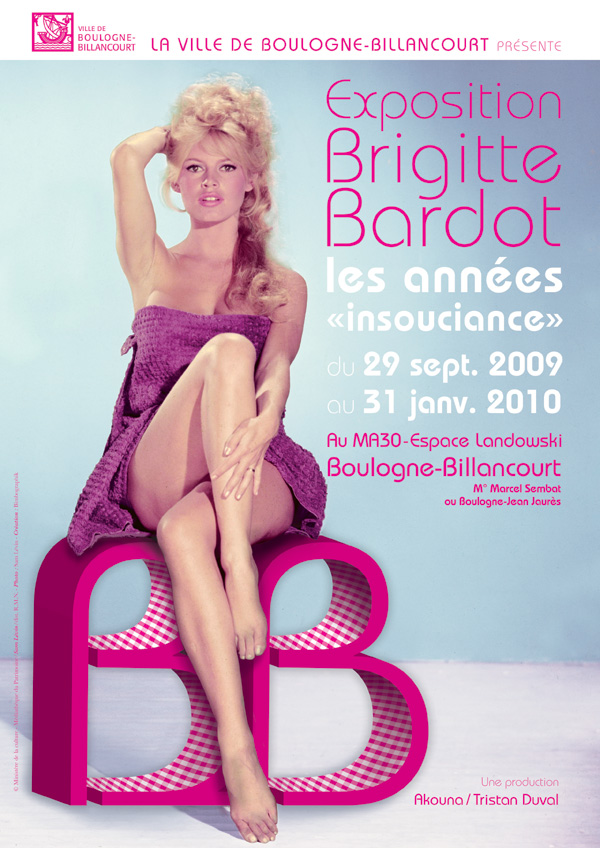 VILLE DE
BOULOGNE-
BILLANCOURT
LA VILLE DE BOULOGNE-BILLANCOURT PRÉSENTE
Exposition
Brigitte
Bardot
les années
«insouciance»
du 29 sept. 2009
au 31 janv. 2010
Au MA30-Espace Landowski
Boulogne-Billancourt
M° Marcel Sembat
ou Boulogne-Jean Jaurès
BB
Une production
Akouna / Tristan Duval